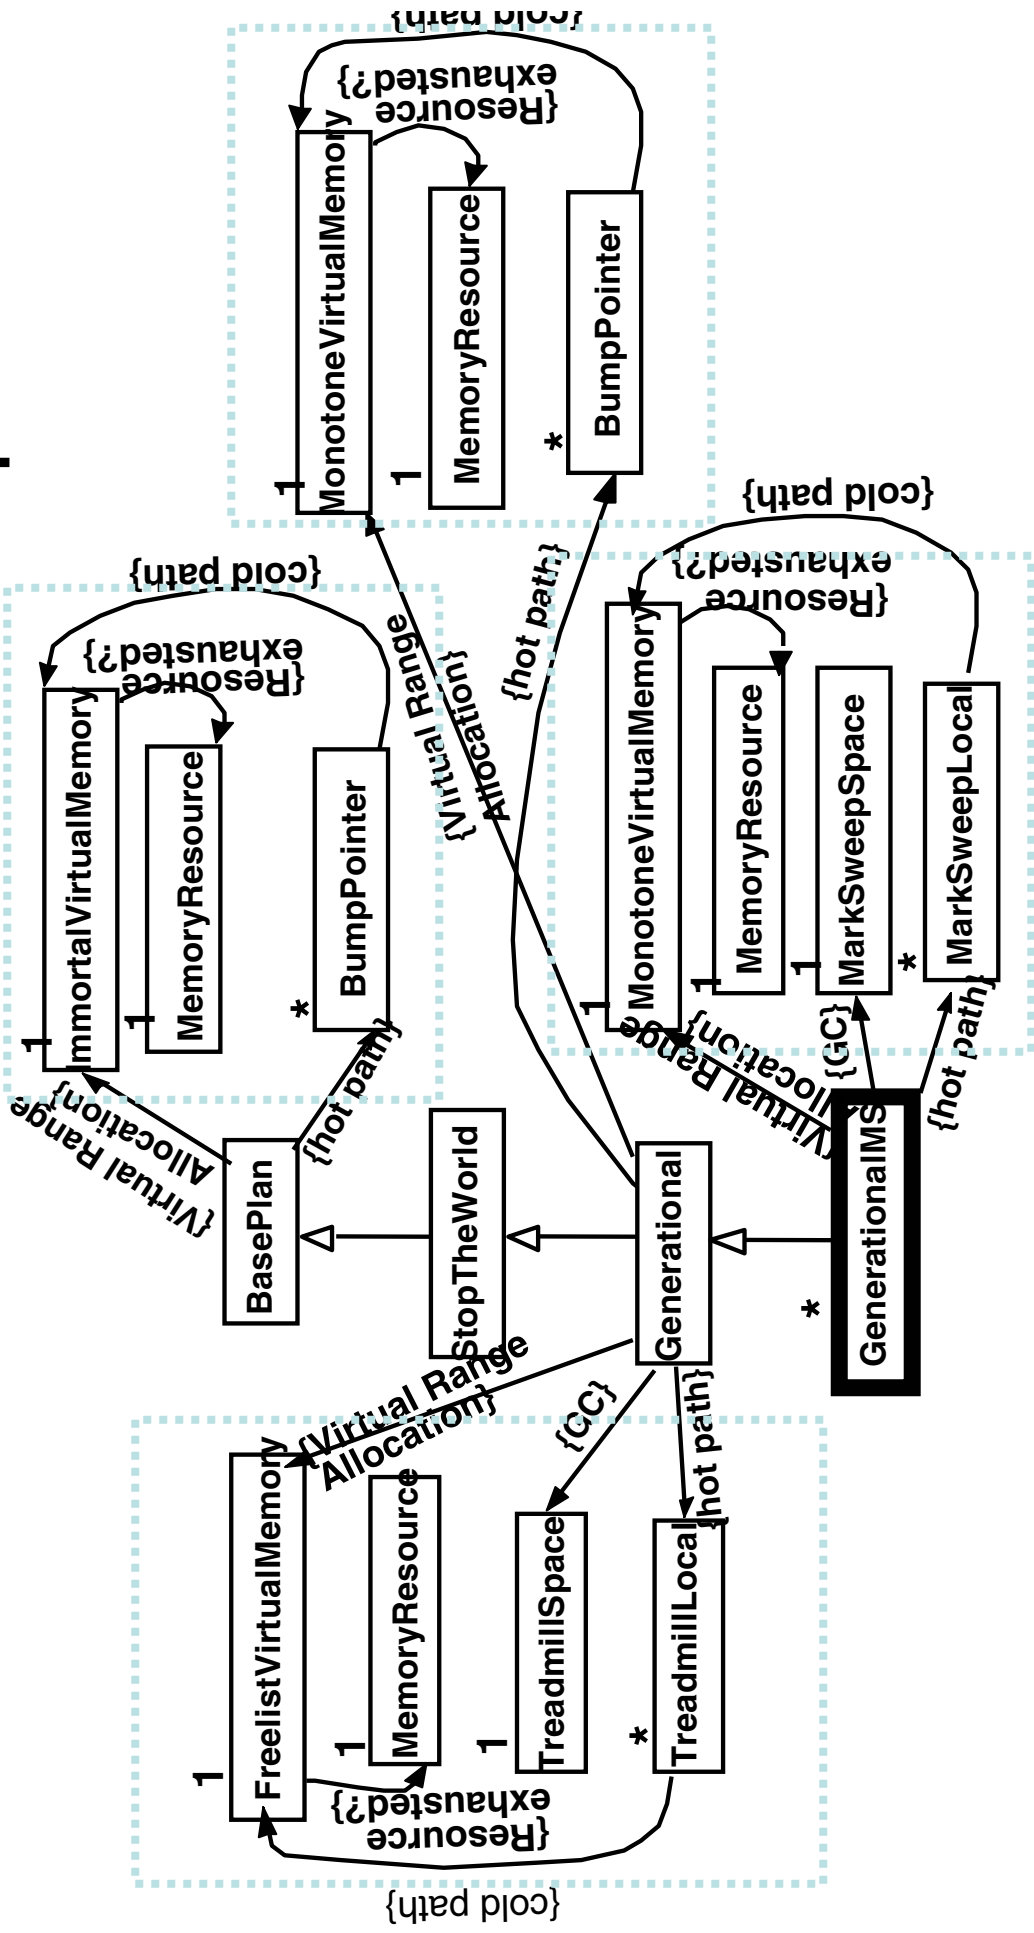 1
FreelistVirtualMemory
1
MemoryResource
1
TreadmillSpace
*
TreadmillLocal
{Resource
exhausted?}
{cold path}
{Virtual Range
Allocation}
{GC}
{hot path}
BasePlan
StopTheWorld
Generational
*
GenerationalMS
{Virtual Range
Allocation}
{hot path}
1
ImmortalVirtualMemory
1
MemoryResource
*
BumpPointer
{Resource
exhausted?}
{cold path}
{Virtual Range
Allocation}
{hot path}
1
MonotoneVirtualMemory
1
MemoryResource
*
BumpPointer
{Resource
exhausted?}
{cold path}
{Virtual Range
Allocation}
{GC}
{hot path}
1
MonotoneVirtualMemory
1
MemoryResource
1
MarkSweepSpace
*
MarkSweepLocal
{Resource
exhausted?}
{cold path}